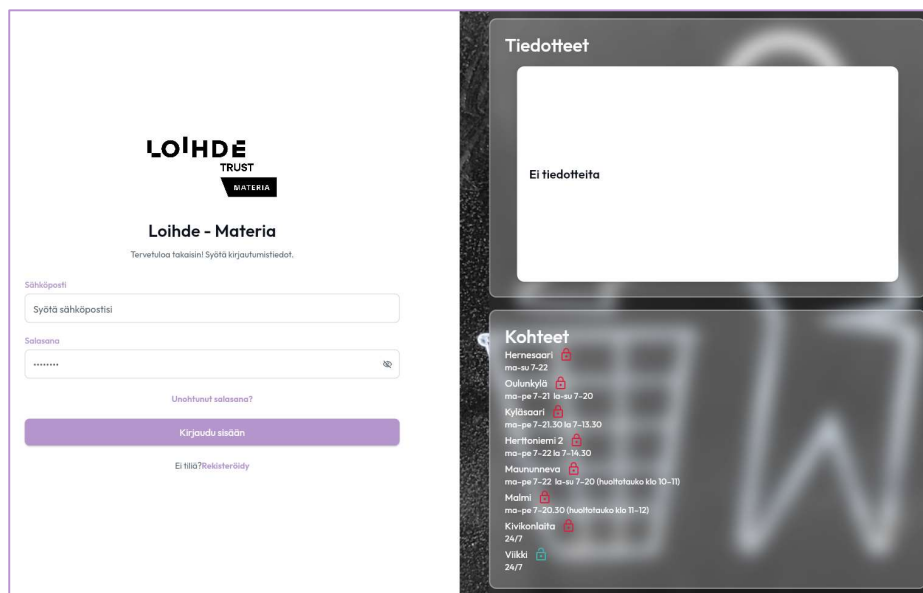 LOIHDE
TRUST
MATERIA
Loihde - Materia
Tervetuloa takaisin! Syötä kirjautumistiedot.
Sähköposti
Syötä sähköpostisi
Salasana
••••••••
Unohtunut salasana?
Kirjaudu sisään
Ei tiliä?Rekisteröidy
Tiedotteet
Ei tiedotteita
Kohteet
Hernesaari
ma-su 7-22
Oulunkylä
ma-pe 7-21 la-su 7-20
Kyläsaari
ma-pe 7-21.30 la 7-13.30
Herttoniemi 2
ma-pe 7-22 la 7-14.30
Maununneva
ma-pe 7-22 la-su 7-20 (huoltotauko klo 10-11)
Malmi
ma-pe 7-20.30 (huoltotauko klo 11-12)
Kivikonlaita
24/7
Viikki
24/7